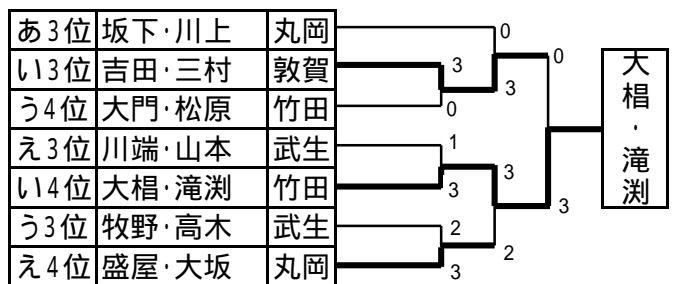 あ3位 坂下・川上 丸岡
い3位 吉田・三村 敦賀
う4位 大門・松原 竹田
え3位 川端・山本 武生
い4位 大椙・滝渕 竹田
う3位 牧野・高木 武生
え4位 盛屋・大坂 丸岡
0
3
0
3
0
1
3
3
2
3
2
3
大椙・滝渕